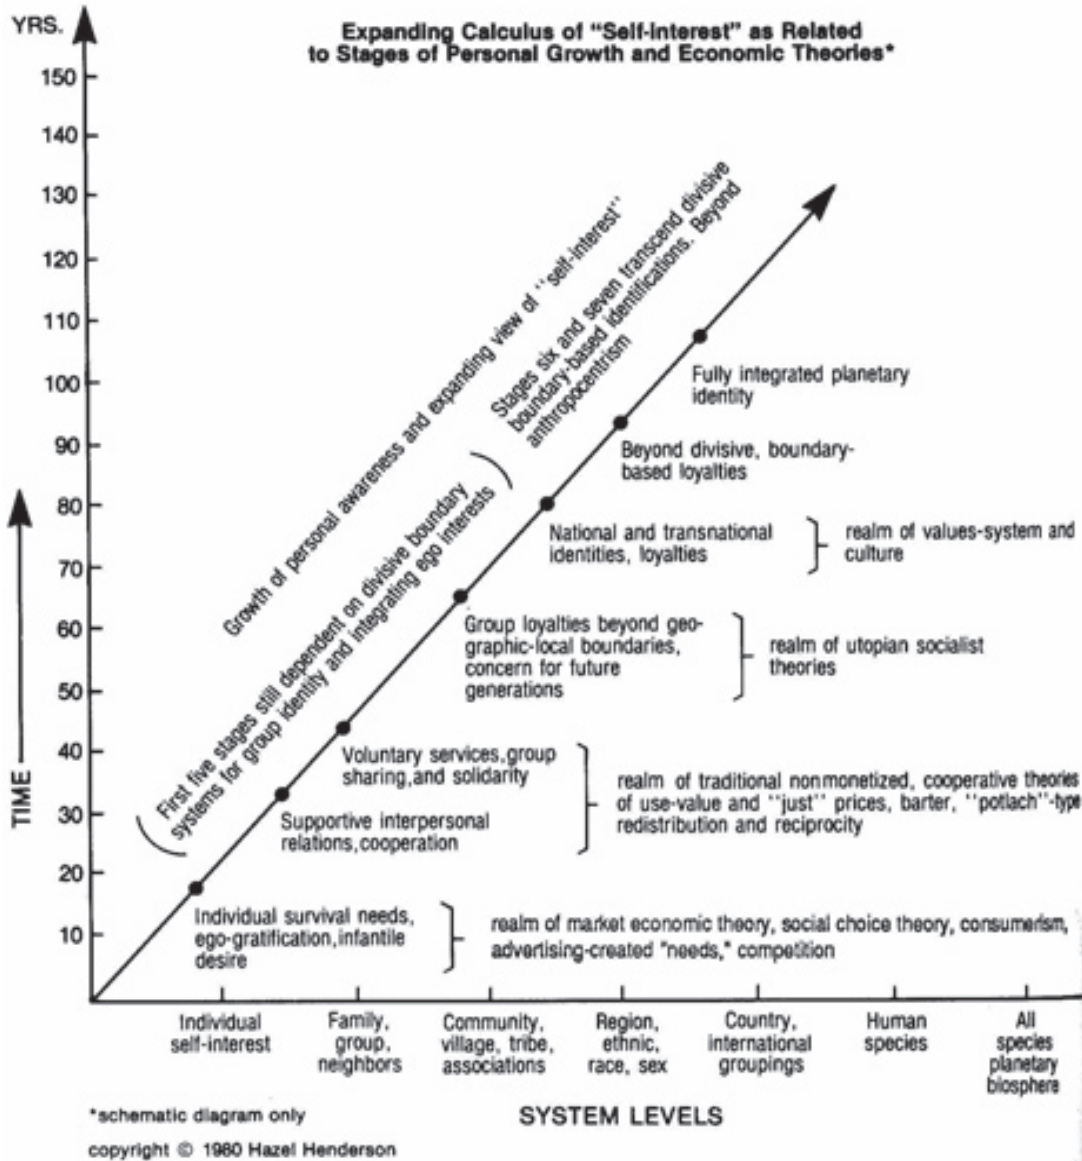 YRS.
Expanding Calculus of "Self-Interest" as Related
to Stages of Personal Growth and Economic Theories*
150
140
130
120
110
100
90
80
70
60
50
40
30
20
10
TIME
Growth of personal awareness and expanding view of "self-interest"
Stages six and seven transcend divisive
boundary-based identifications. Beyond
anthropocentrism
First five stages still dependent on divisive boundary
systems for group identity and integrating ego interests
Fully integrated planetary
identity
Beyond divisive, boundary-
based loyalties
National and transnational
identities, loyalties
realm of values-system and
culture
Group loyalties beyond geo-
graphic-local boundaries,
concern for future
generations
realm of utopian socialist
theories
Voluntary services, group
sharing, and solidarity
Supportive interpersonal
relations, cooperation
realm of traditional nonmonetized, cooperative theories
of use-value and "just" prices, barter, "potlach"-type
redistribution and reciprocity
Individual survival needs,
ego-gratification, infantile
desire
realm of market economic theory, social choice theory, consumerism,
advertising-created "needs," competition
Individual
self-interest
Family,
group,
neighbors
Community,
village, tribe,
associations
Region,
ethnic,
race, sex
Country,
international
groupings
Human
species
All
species
planetary
biosphere
SYSTEM LEVELS
*schematic diagram only
copyright © 1980 Hazel Henderson